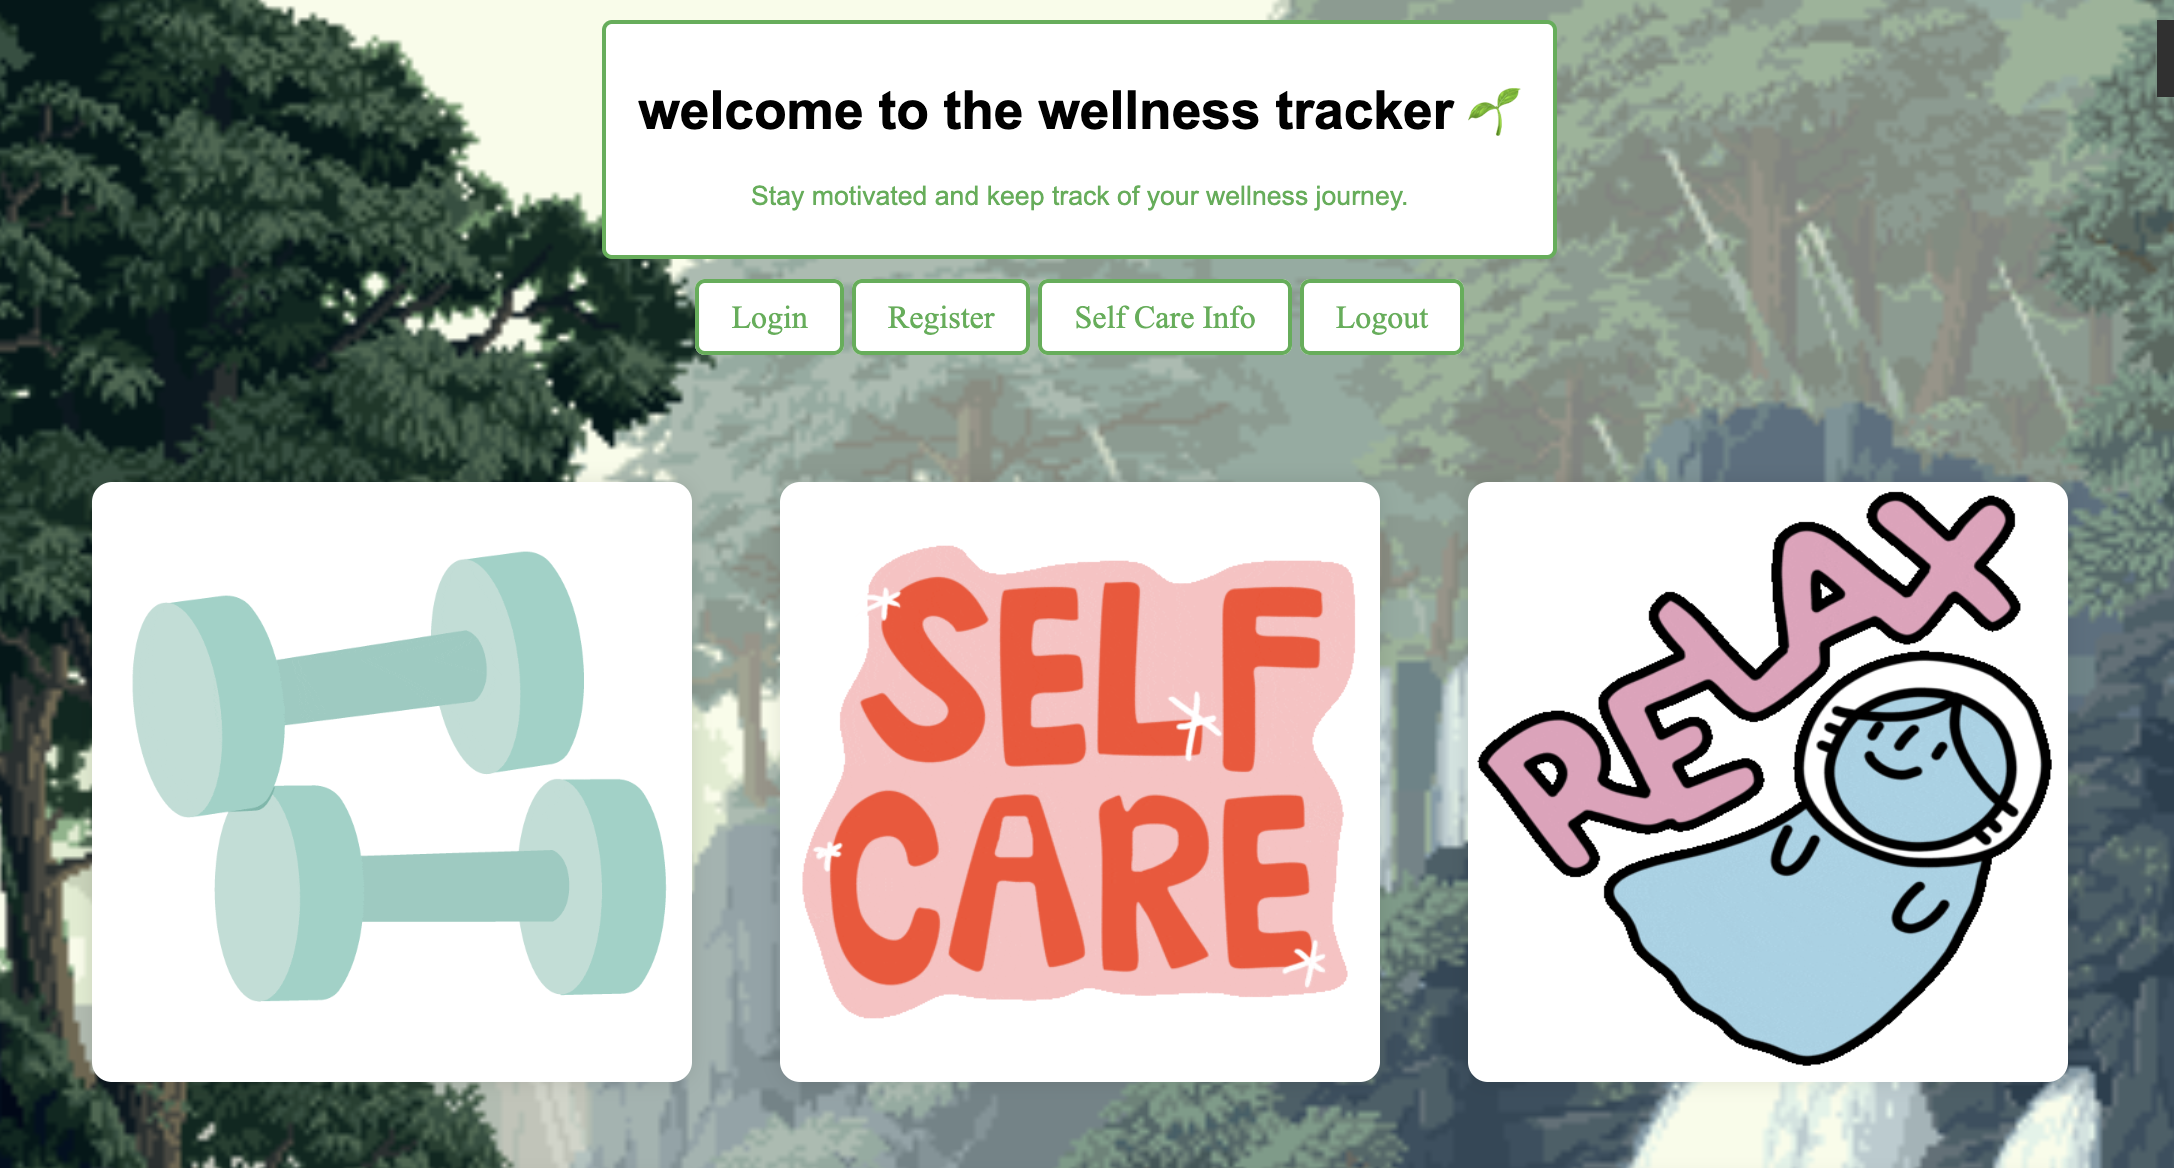 welcome to the wellness tracker 🌱
Stay motivated and keep track of your wellness journey.
Login Register Self Care Info Logout
SELF
CARE
RELAX